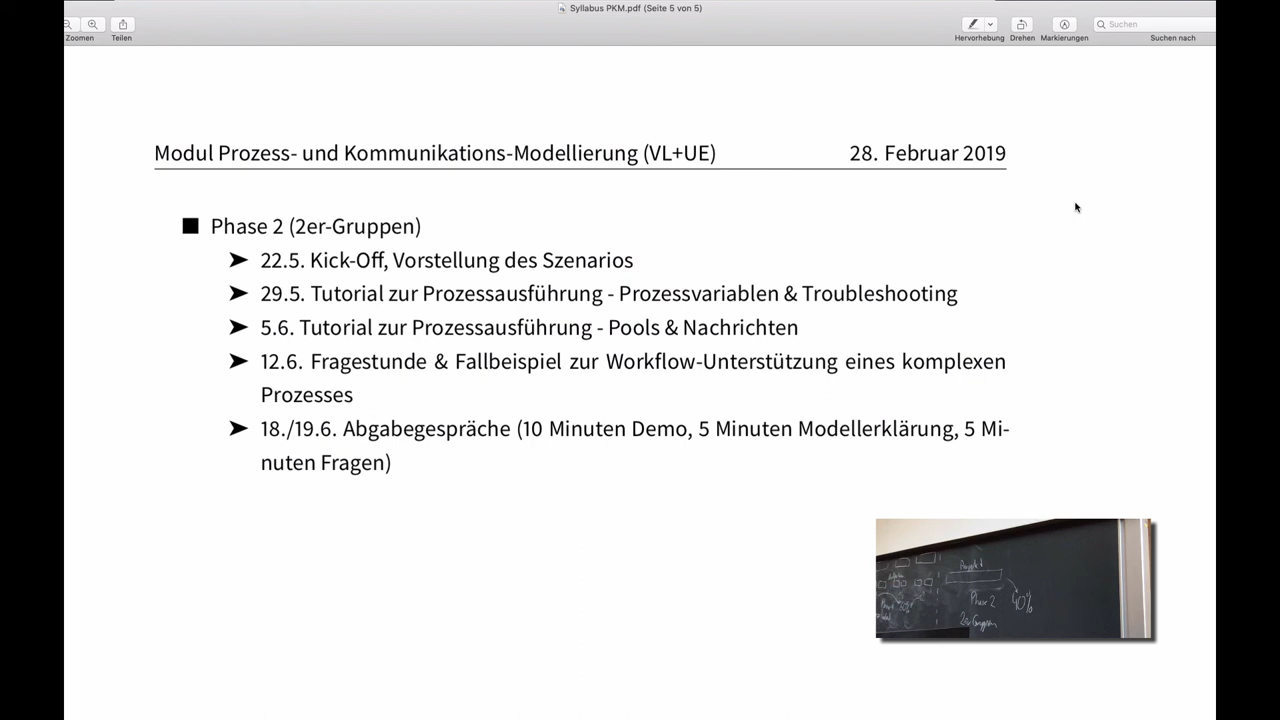 Syllabus PKM.pdf (Seite 5 von 5)
Zoomen
Teilen
Hervorhebung
Drehen
Markierungen
Suchen
Suchen nach
Modul Prozess- und Kommunikations-Modellierung (VL+UE) 28. Februar 2019
Phase 2 (2er-Gruppen)
22.5. Kick-Off, Vorstellung des Szenarios
29.5. Tutorial zur Prozessausführung - Prozessvariablen & Troubleshooting
5.6. Tutorial zur Prozessausführung - Pools & Nachrichten
12.6. Fragestunde & Fallbeispiel zur Workflow-Unterstützung eines komplexen
Prozesses
18./19.6. Abgabegespräche (10 Minuten Demo, 5 Minuten Modellerklärung, 5 Mi-
nuten Fragen)
Phase 2
40%